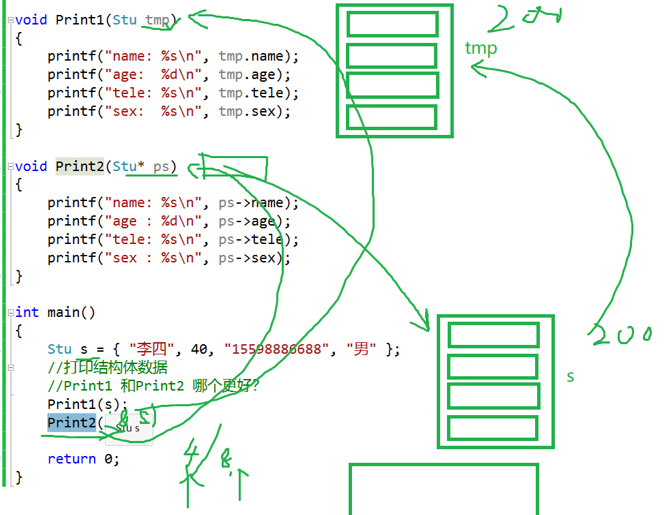 void Print1(Stu tmp)
200
{
tmp
printf("name: %s\n", tmp.name);
printf("age:  %d\n", tmp.age);
printf("tele: %s\n", tmp.tele);
printf("sex:  %s\n", tmp.sex);
}
void Print2(Stu* ps)
{
printf("name: %s\n", ps->name);
printf("age : %d\n", ps->age);
printf("tele: %s\n", ps->tele);
printf("sex : %s\n", ps->sex);
}
int main()
{
200
Stu s = { "李四", 40, "15598886688", "男" };
//打印结构体数据
s
//Print1 和Print2 哪个更好?
Print1(s);
Print2(
4/8
return 0;
}